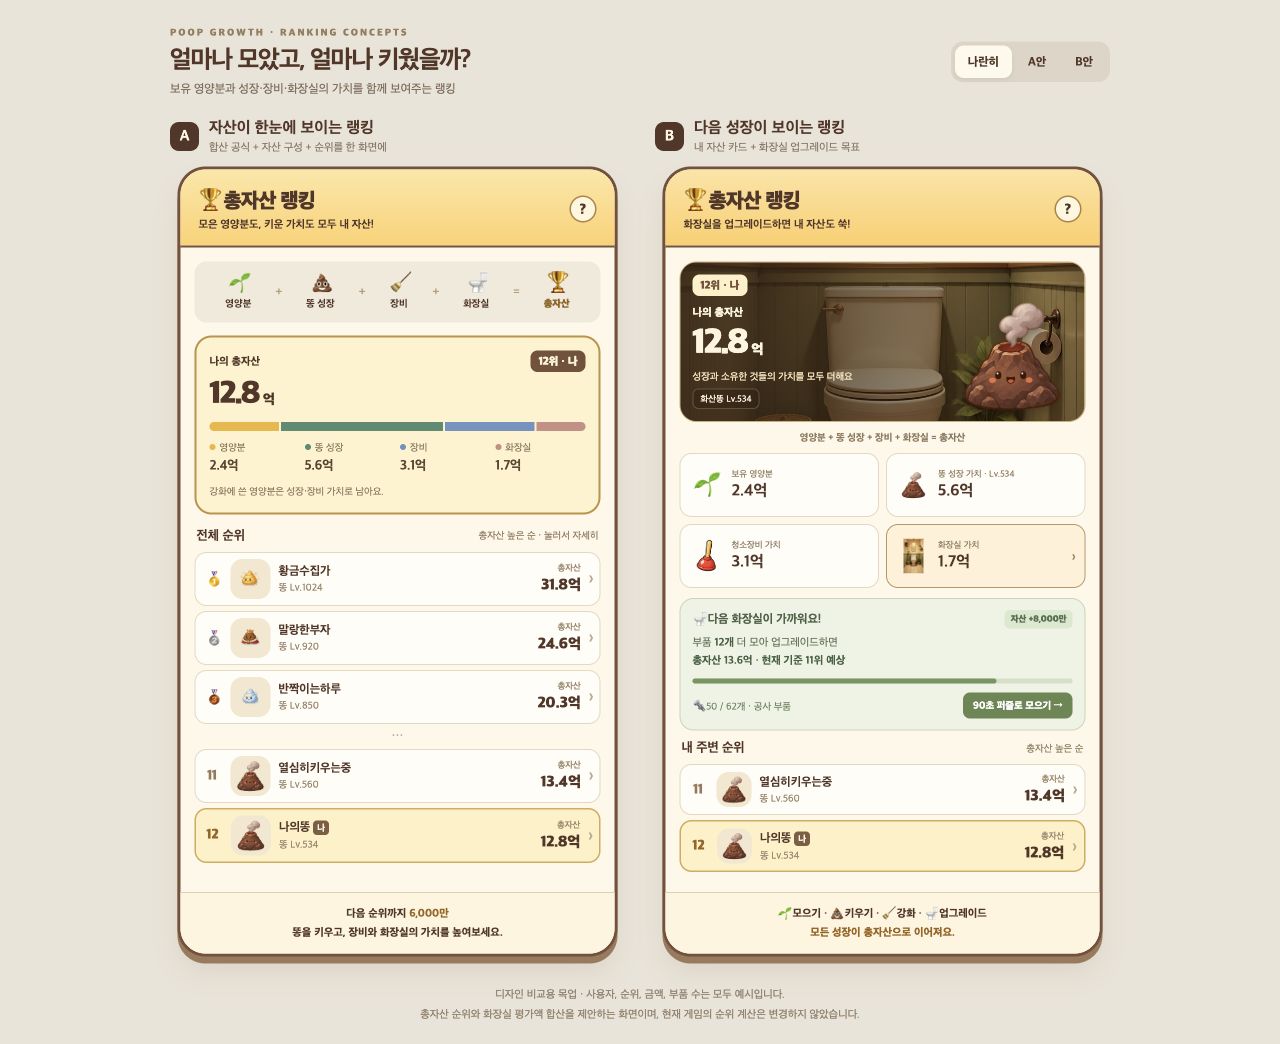 POOP GROWTH · RANKING CONCEPTS
얼마나 모았고, 얼마나 키웠을까?
보유 영양분과 성장·장비·화장실의 가치를 함께 보여주는 랭킹
나란히
A안
B안
A
자산이 한눈에 보이는 랭킹
합산 공식 + 자산 구성 + 순위를 한 화면에
총자산 랭킹
모은 영양분도, 키운 가치도 모두 내 자산!
?
영양분 + 똥 성장 + 장비 + 화장실 = 총자산
나의 총자산
12위 · 나
12.8억
영양분
2.4억
똥 성장
5.6억
장비
3.1억
화장실
1.7억
강화에 쓴 영양분은 성장·장비 가치로 남아요.
전체 순위
총자산 높은 순 · 눌러서 자세히
황금수집가
똥 Lv.1024
총자산
31.8억 ›
2
말랑한부자
똥 Lv.920
총자산
24.6억 ›
3
반짝이는하루
똥 Lv.850
총자산
20.3억 ›
···
11
열심히키우는중
똥 Lv.560
총자산
13.4억 ›
12
나의똥 나
똥 Lv.534
총자산
12.8억 ›
다음 순위까지 6,000만
똥을 키우고, 장비와 화장실의 가치를 높여보세요.
B
다음 성장이 보이는 랭킹
내 자산 카드 + 화장실 업그레이드 목표
총자산 랭킹
화장실을 업그레이드하면 내 자산도 쑥!
?
12위 · 나
나의 총자산
12.8억
성장과 소유한 것들의 가치를 모두 더해요
화산똥 Lv.534
영양분 + 똥 성장 + 장비 + 화장실 = 총자산
보유 영양분
2.4억
똥 성장 가치 · Lv.534
5.6억
청소장비 가치
3.1억
화장실 가치
1.7억 ›
다음 화장실이 가까워요!
자산 +8,000만
부품 12개 더 모아 업그레이드하면
총자산 13.6억 · 현재 기준 11위 예상
50 / 62개 · 공사 부품
90초 퍼즐로 모으기 →
내 주변 순위
총자산 높은 순
11
열심히키우는중
똥 Lv.560
총자산
13.4억 ›
12
나의똥 나
똥 Lv.534
총자산
12.8억 ›
모으기 · 키우기 · 강화 · 업그레이드
모든 성장이 총자산으로 이어져요.
디자인 비교용 목업 · 사용자, 순위, 금액, 부품 수는 모두 예시입니다.
총자산 순위와 화장실 평가액 합산을 제안하는 화면이며, 현재 게임의 순위 계산은 변경하지 않았습니다.